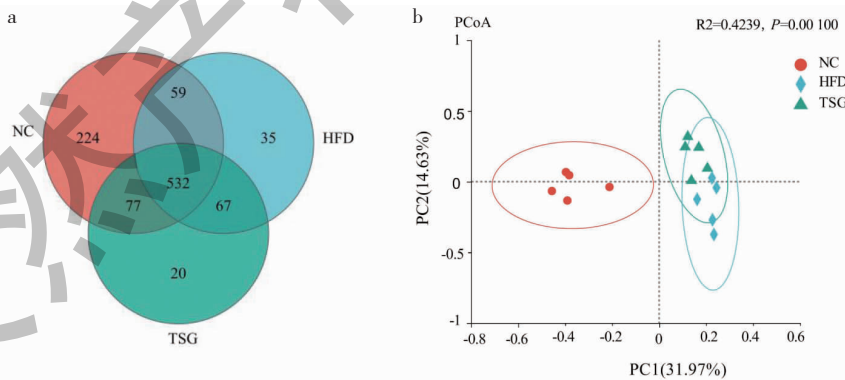 a
NC
HFD
TSG
224
59
35
532
77
67
20
b
PCoA
R2=0.4239, P=0.00 100
NC
HFD
TSG
PC2(14.63%)
1
0.5
0
-0.5
-1
-0.8
-0.6
-0.4
-0.2
0
0.2
0.4
0.6
PC1(31.97%)